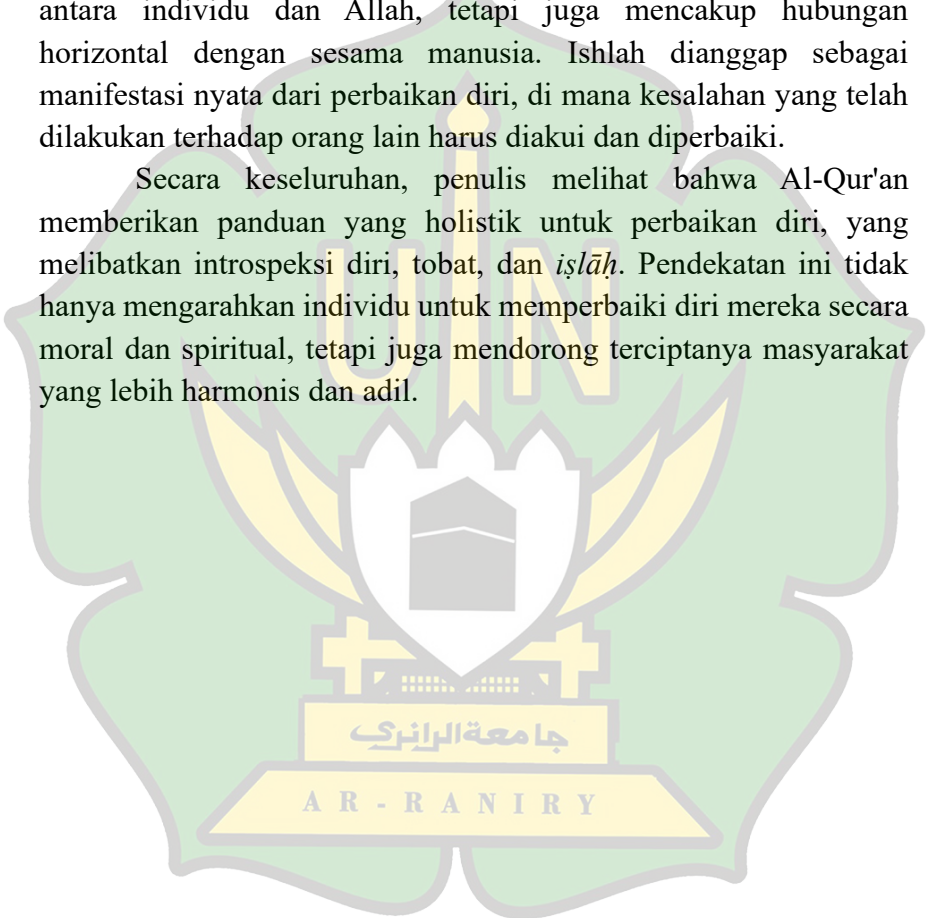 antara individu dan Allah, tetapi juga mencakup hubungan
horizontal dengan sesama manusia. Ishlah dianggap sebagai
manifestasi nyata dari perbaikan diri, di mana kesalahan yang telah
dilakukan terhadap orang lain harus diakui dan diperbaiki.
Secara keseluruhan, penulis melihat bahwa Al-Qur'an
memberikan panduan yang holistik untuk perbaikan diri, yang
melibatkan introspeksi diri, tobat, dan iṣlāḥ. Pendekatan ini tidak
hanya mengarahkan individu untuk memperbaiki diri mereka secara
moral dan spiritual, tetapi juga mendorong terciptanya masyarakat
yang lebih harmonis dan adil.
UIN
جامعة الرانري
AR-RANIRY